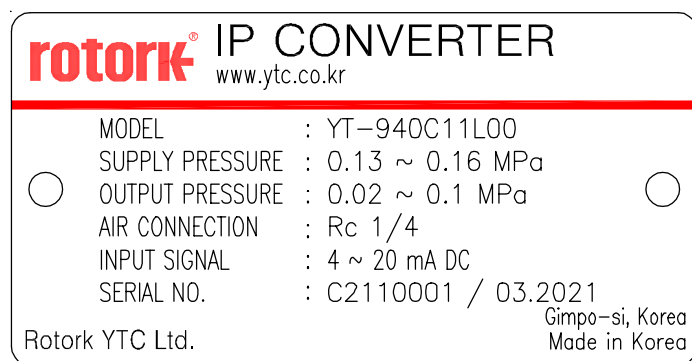 rotork® IP CONVERTER
www.ytc.co.kr
MODEL : YT-940C11L00
SUPPLY PRESSURE : 0.13 ~ 0.16 MPa
OUTPUT PRESSURE : 0.02 ~ 0.1 MPa
AIR CONNECTION : Rc 1/4
INPUT SIGNAL : 4 ~ 20 mA DC
SERIAL NO. : C2110001 / 03.2021
Gimpo-si, Korea
Rotork YTC Ltd. Made in Korea